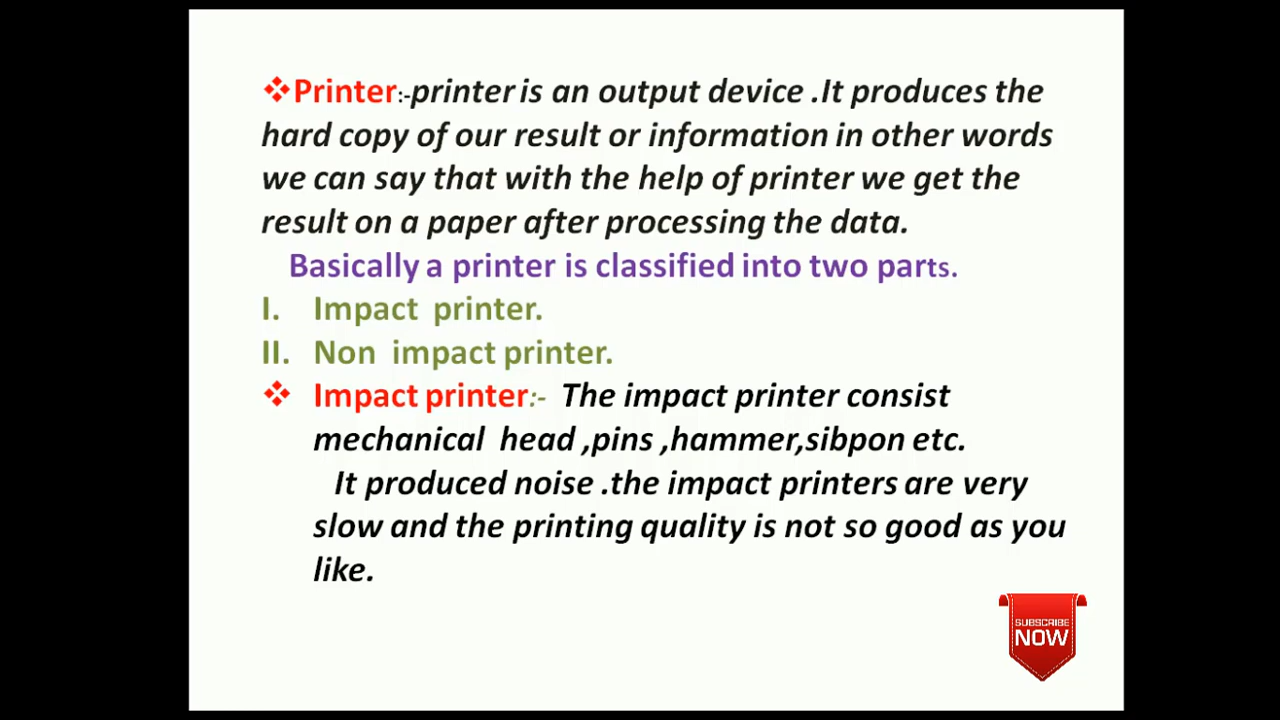 ❖Printer:-printer is an output device .It produces the
hard copy of our result or information in other words
we can say that with the help of printer we get the
result on a paper after processing the data.
Basically a printer is classified into two parts.
I. Impact printer.
II. Non impact printer.
❖ Impact printer:- The impact printer consist
mechanical head ,pins ,hammer,sibpon etc.
It produced noise .the impact printers are very
slow and the printing quality is not so good as you
like.
SUBSCRIBE
NOW